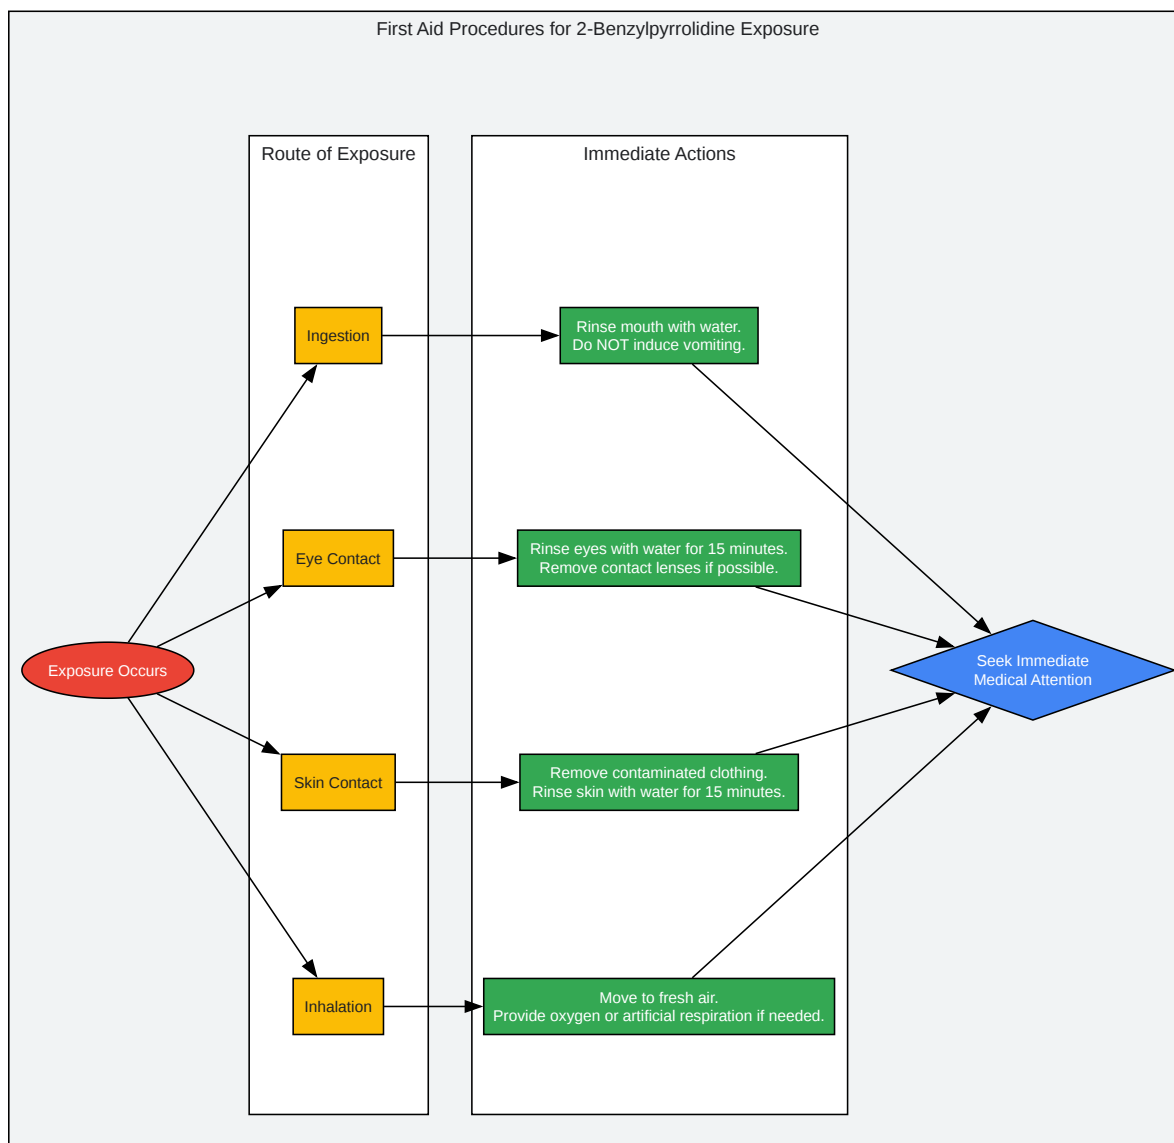 First Aid Procedures for 2-Benzylpyrrolidine Exposure
Route of Exposure
Immediate Actions
Ingestion
Rinse mouth with water.
Do NOT induce vomiting.
Eye Contact
Rinse eyes with water for 15 minutes.
Remove contact lenses if possible.
Exposure Occurs
Seek Immediate
Medical Attention
Skin Contact
Remove contaminated clothing.
Rinse skin with water for 15 minutes.
Inhalation
Move to fresh air.
Provide oxygen or artificial respiration if needed.